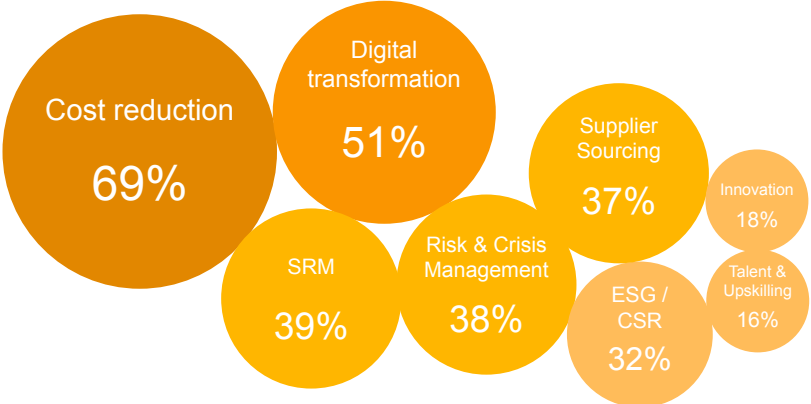 Cost reduction
69%
Digital
transformation
51%
SRM
39%
Risk & Crisis
Management
38%
Supplier
Sourcing
37%
ESG /
CSR
32%
Innovation
18%
Talent &
Upskilling
16%